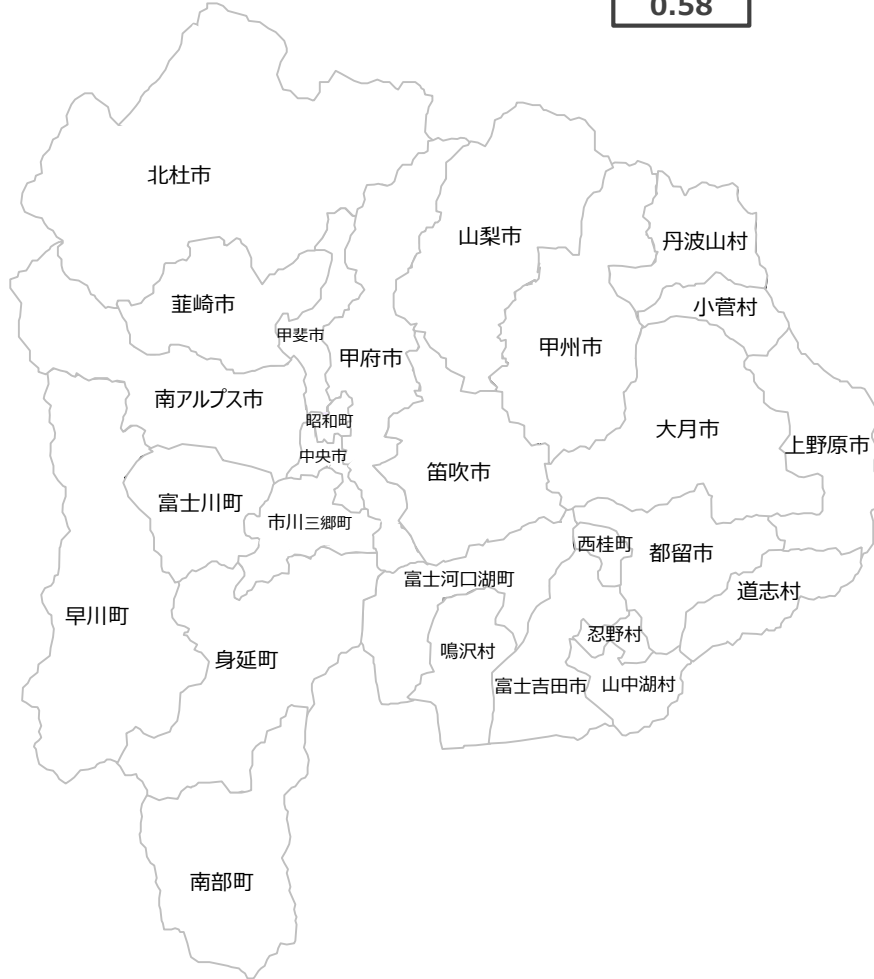 0.58
北杜市
山梨市
丹波山村
韮崎市
小菅村
甲斐市
甲府市
甲州市
南アルプス市
昭和町
大月市
上野原市
中央市
笛吹市
富士川町
市川三郷町
西桂町
都留市
富士河口湖町
道志村
早川町
忍野村
鳴沢村
身延町
富士吉田市
山中湖村
南部町